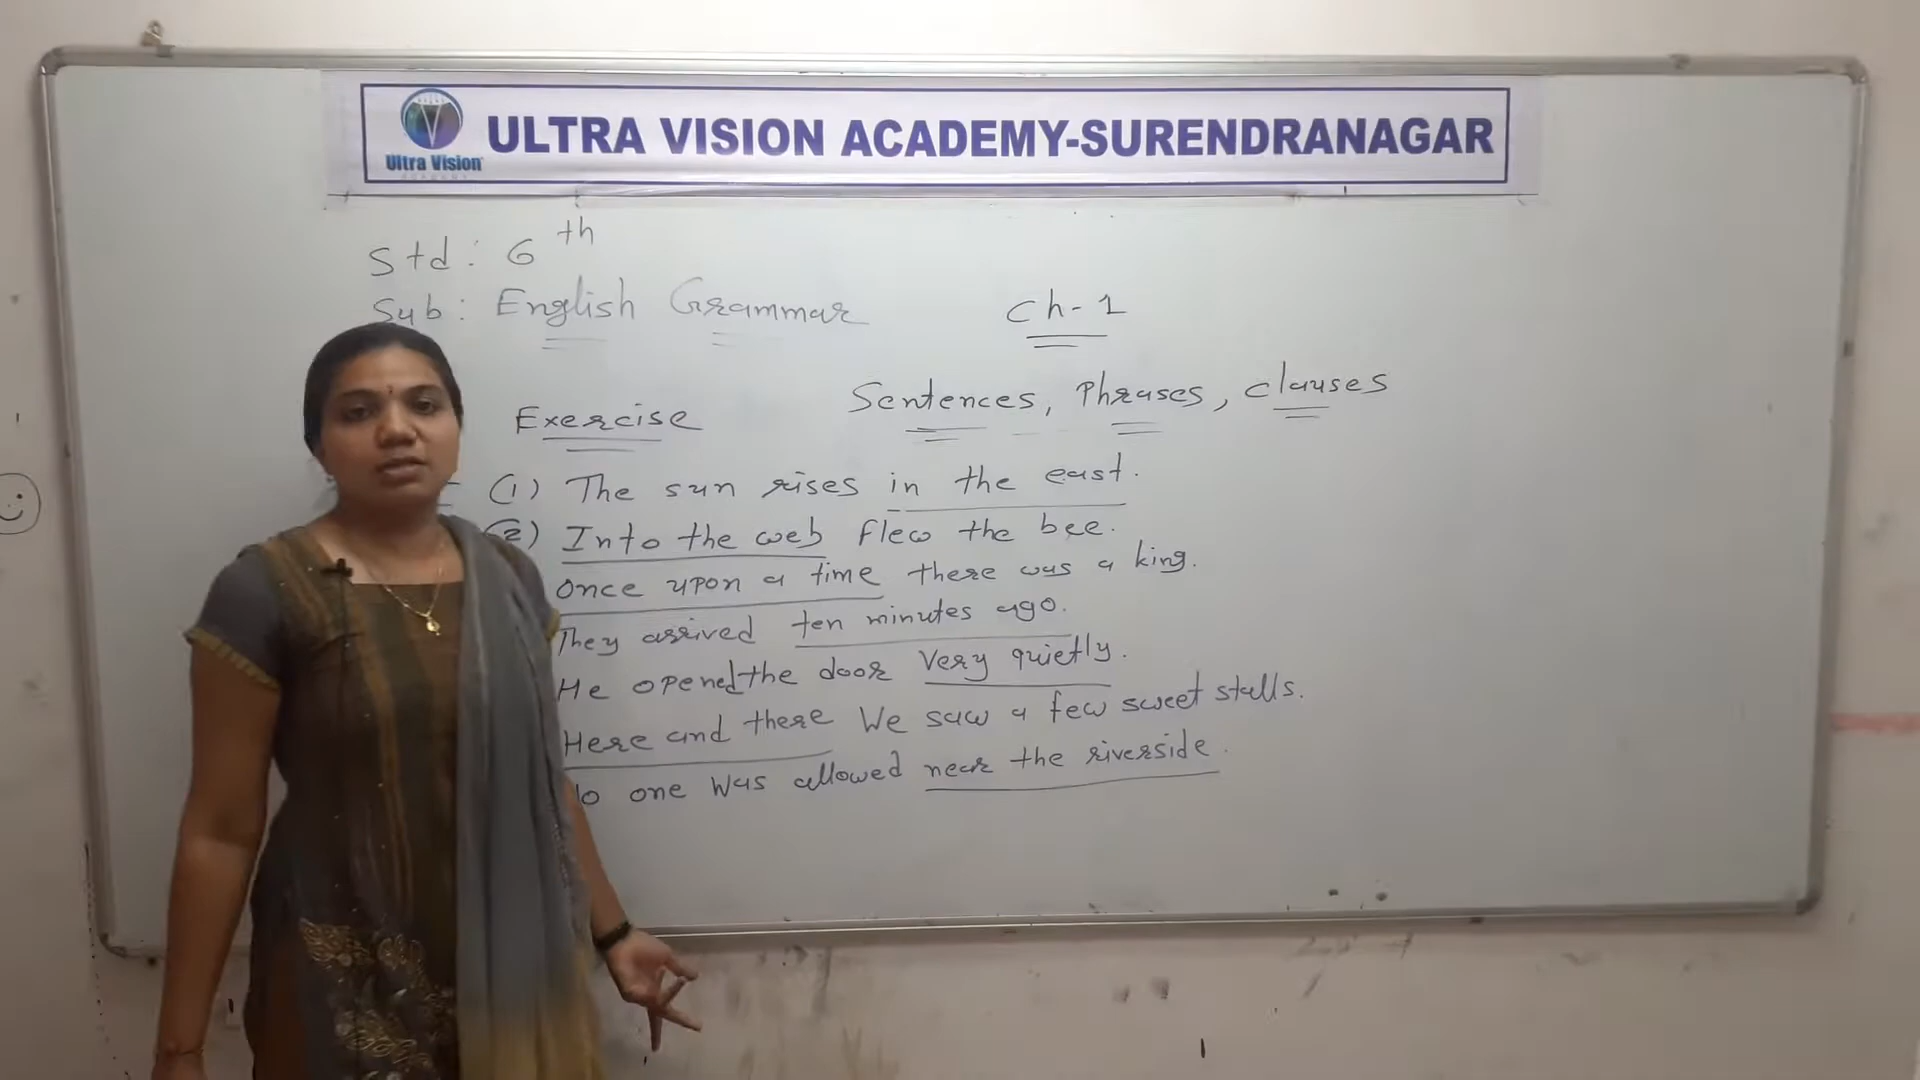 Ultra Vision
ULTRA VISION ACADEMY-SURENDRANAGAR
Std: 6th
Sub: English Grammar
Ch-1
Sentences, Phrases, Clauses
Exercise
(1) The sun rises in the east.
(2) Into the web flew the bee.
Once upon a time there was a king.
They arrived ten minutes ago.
He opened the door very quietly.
Here and there We saw a few sweet stalls.
one was allowed near the riverside.